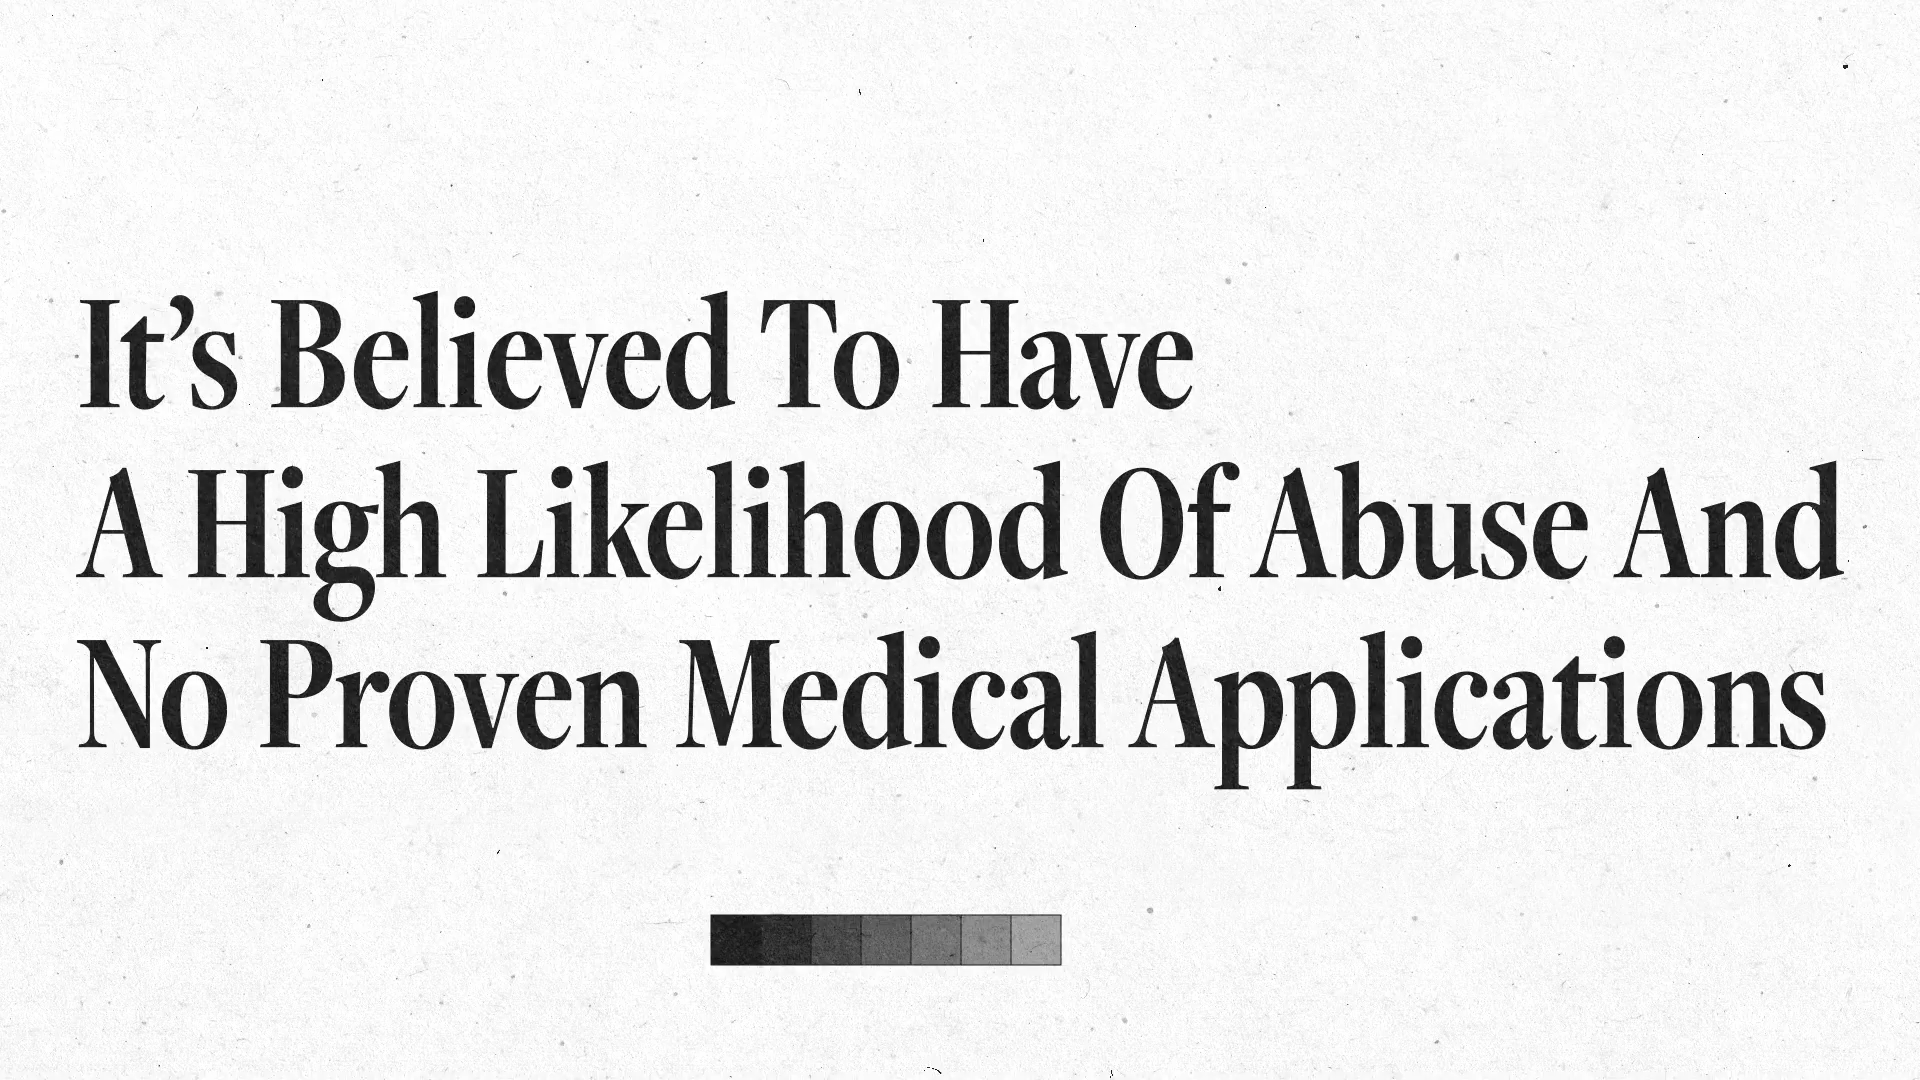 It’s Believed To Have
A High Likelihood Of Abuse And
No Proven Medical Applications